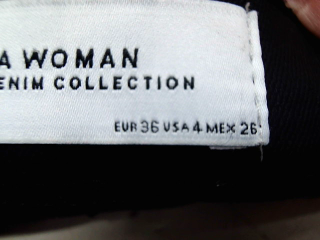 A WOMAN
ENIM COLLECTION
EUR 36 USA 4 MEX 26